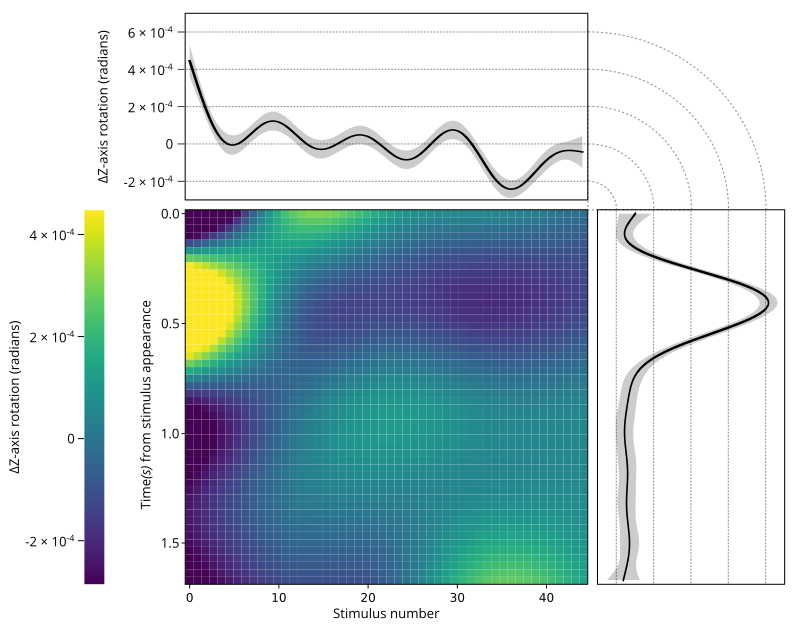 ΔZ-axis rotation (radians)
6 × 10⁻⁴
4 × 10⁻⁴
2 × 10⁻⁴
0
-2 × 10⁻⁴
ΔZ-axis rotation (radians)
4 × 10⁻⁴
2 × 10⁻⁴
0
-2 × 10⁻⁴
Time(s) from stimulus appearance
0.0
0.5
1.0
1.5
0 10 20 30 40
Stimulus number